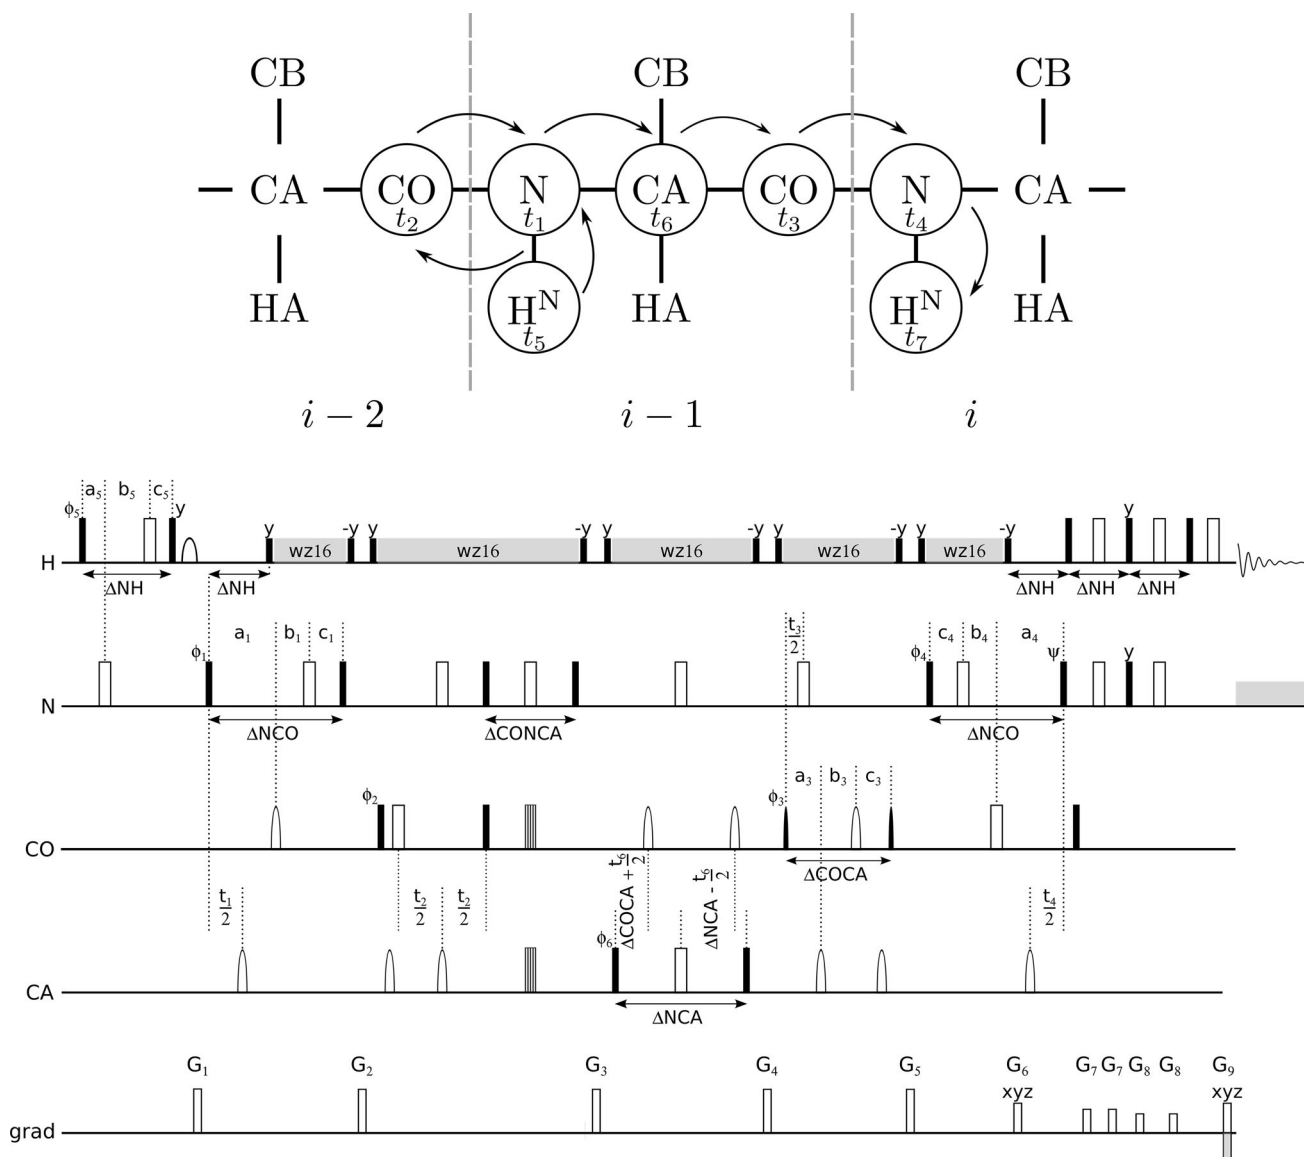 CB CB CB
CA CO N CA CO N CA
t₂ t₁ t₆ t₃ t₄
HA Hᴺ HA Hᴺ HA
t₅ t₇
i − 2 i − 1 i
a₅ b₅ c₅
ϕ₅ y y -y y -y y -y y -y y -y y
wz16 wz16 wz16 wz16 wz16
H
ΔNH ΔNH ΔNH ΔNH ΔNH
a₁ b₁ c₁ t₃/2 c₄ b₄ a₄
ϕ₁ ϕ₄ ψ y
N
ΔNCO ΔCONCA ΔNCO
a₃ b₃ c₃
ϕ₂ ϕ₃
CO
ΔCOCA
t₁/2 t₂/2 t₂/2 ΔCOCA + t₆/2 ΔNCA - t₆/2 t₄/2
ϕ₆
CA
ΔNCA
G₁ G₂ G₃ G₄ G₅ G₆ G₇ G₇ G₈ G₈ G₉
xyz xyz
grad